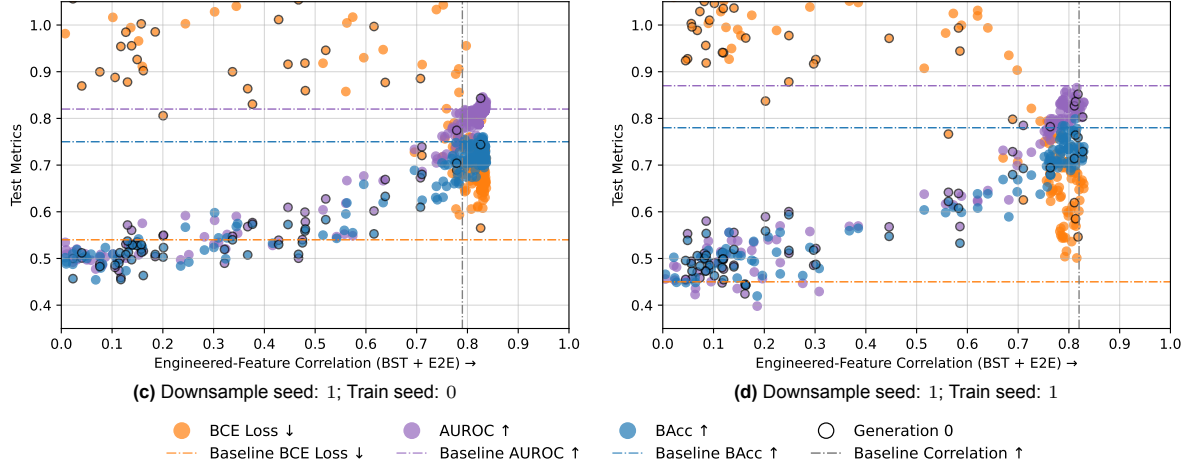 1.0
0.9
0.8
0.7
0.6
0.5
0.4
Test Metrics
0.0 0.1 0.2 0.3 0.4 0.5 0.6 0.7 0.8 0.9 1.0
Engineered-Feature Correlation (BST + E2E) →
(c) Downsample seed: 1; Train seed: 0
1.0
0.9
0.8
0.7
0.6
0.5
0.4
Test Metrics
0.0 0.1 0.2 0.3 0.4 0.5 0.6 0.7 0.8 0.9 1.0
Engineered-Feature Correlation (BST + E2E) →
(d) Downsample seed: 1; Train seed: 1
BCE Loss ↓ AUROC ↑ BAcc ↑ Generation 0
Baseline BCE Loss ↓ Baseline AUROC ↑ Baseline BAcc ↑ Baseline Correlation ↑